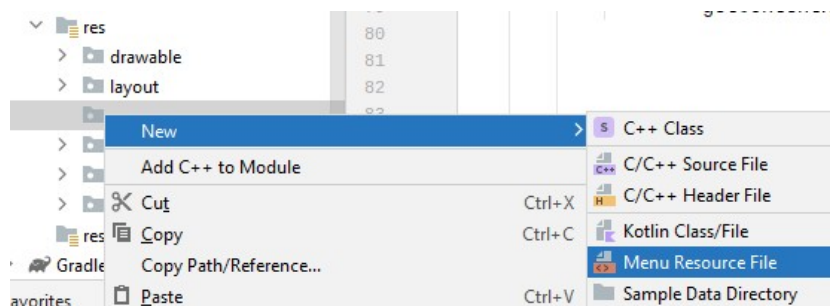 res
80
drawable
81
layout
82
New
C++ Class
Add C++ to Module
C/C++ Source File
Cut
Ctrl+X
C/C++ Header File
res
Copy
Ctrl+C
Kotlin Class/File
Gradle
Copy Path/Reference...
Menu Resource File
avorites
Paste
Ctrl+V
Sample Data Directory